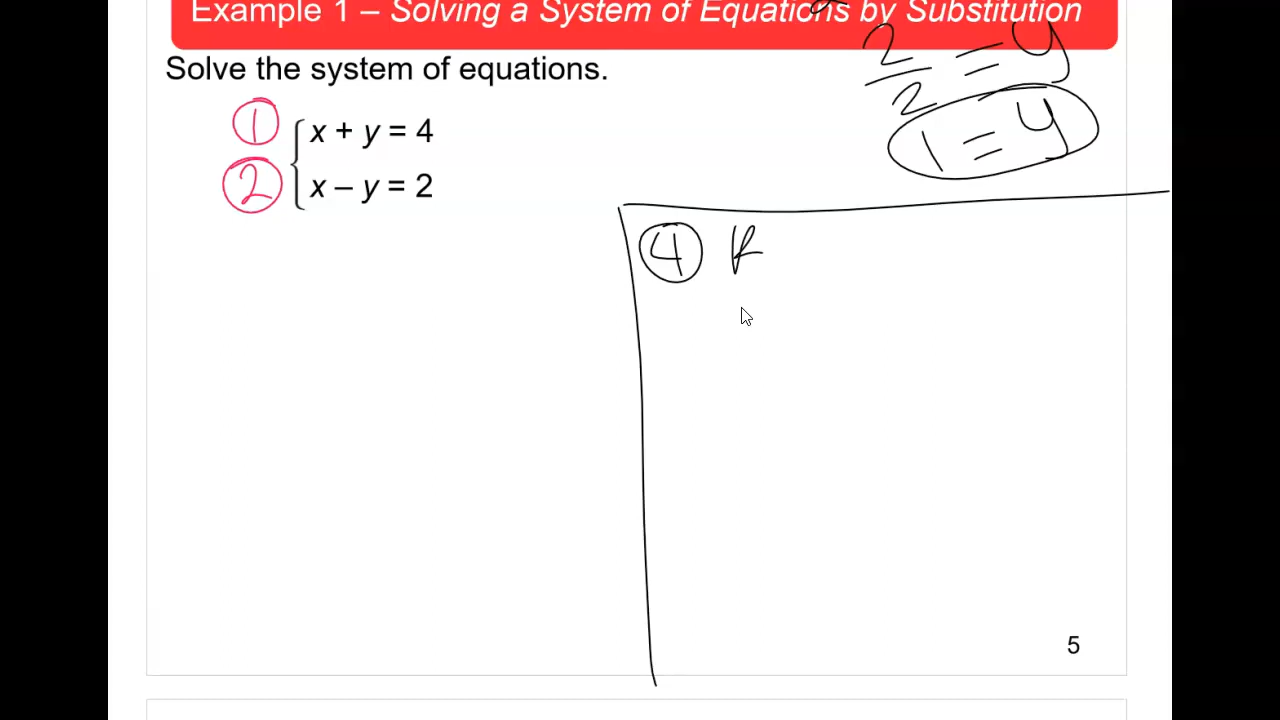 Example 1 – Solving a System of Equations by Substitution
2/2 = y
1 = y
Solve the system of equations.
① x + y = 4
② x – y = 2
④
5